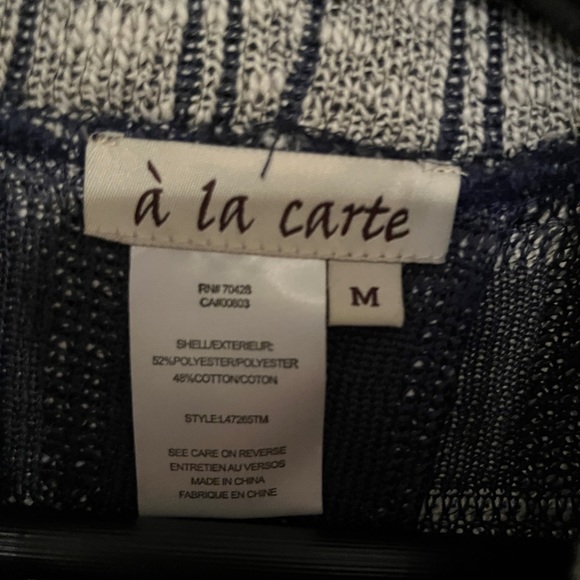 à la carte
M
RN# 70428
CA#00803
SHELL/EXTERIEUR:
52%POLYESTER/POLYESTER
48%COTTON/COTON
STYLE:L4726STM
SEE CARE ON REVERSE
ENTRETIEN AU VERSOS
MADE IN CHINA
FABRIQUE EN CHINE